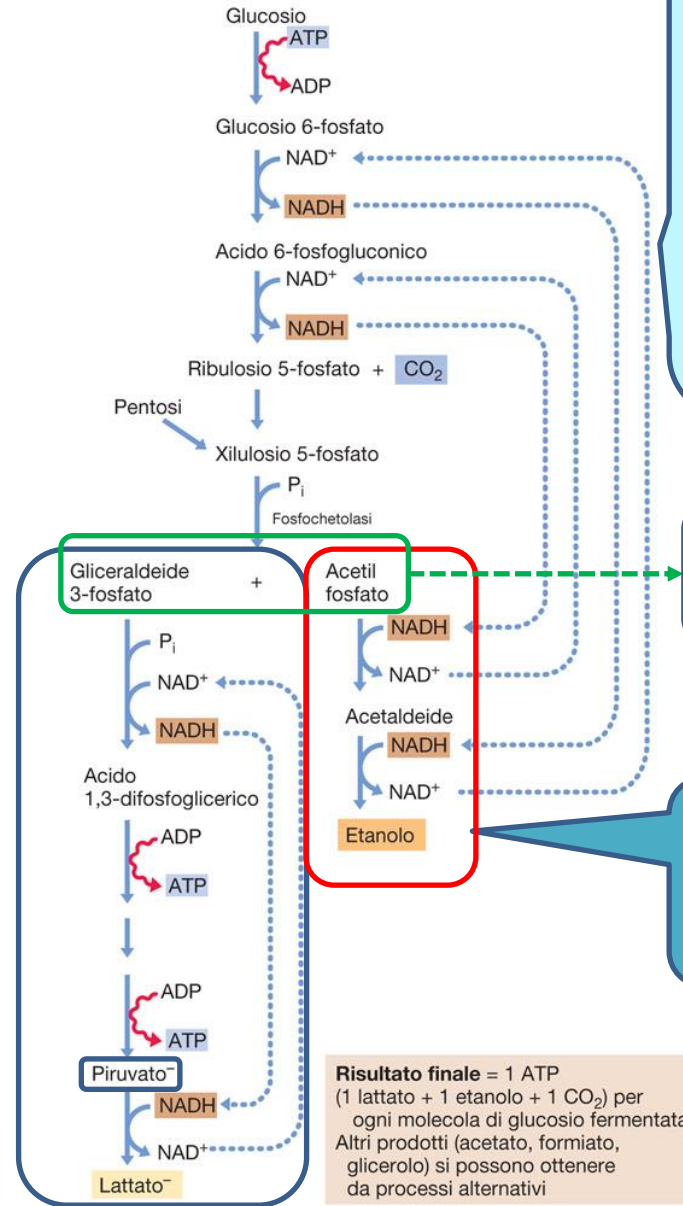 Glucosio
ATP
ADP
Glucosio 6-fosfato
NAD⁺
NADH
Acido 6-fosfogluconico
NAD⁺
NADH
Ribulosio 5-fosfato + CO₂
Pentosi
Xilulosio 5-fosfato
Pᵢ
Fosfochetolasi
Gliceraldeide
3-fosfato
+
Acetil
fosfato
Pᵢ
NAD⁺
NADH
Acido
1,3-difosfoglicerico
ADP
ATP
ADP
ATP
Piruvato⁻
NADH
NAD⁺
Lattato⁻
NADH
NAD⁺
Acetaldeide
NADH
NAD⁺
Etanolo
Risultato finale = 1 ATP
(1 lattato + 1 etanolo + 1 CO₂) per
ogni molecola di glucosio fermentata
Altri prodotti (acetato, formiato,
glicerolo) si possono ottenere
da processi alternativi